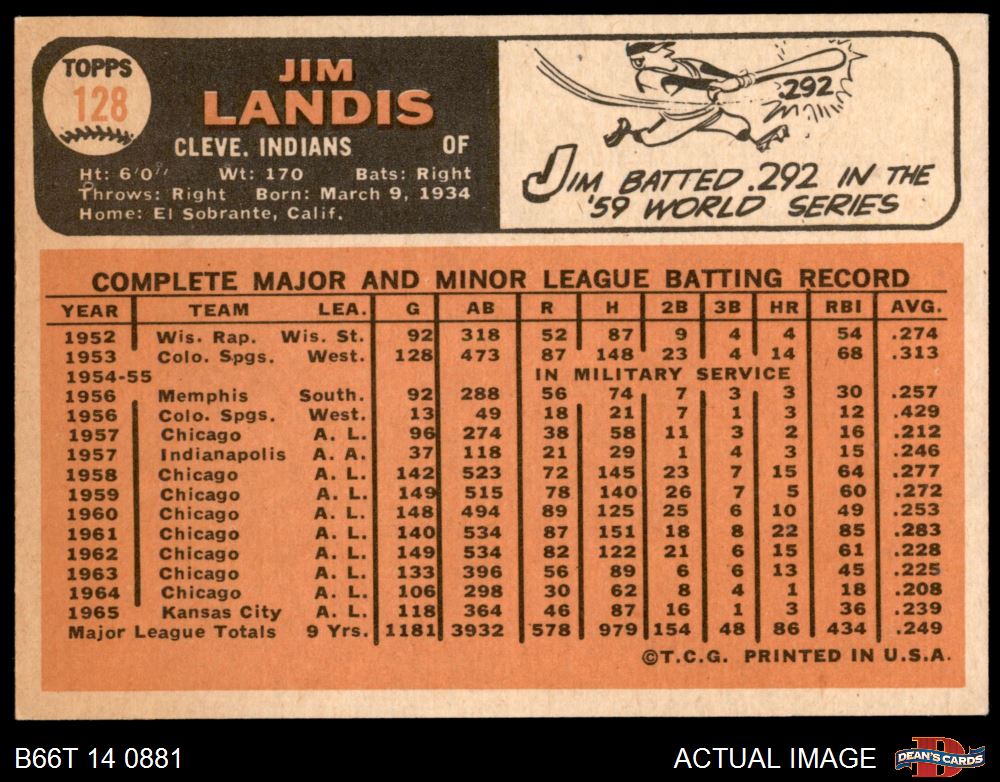 TOPPS
128
JIM
LANDIS
CLEVE. INDIANS OF
Ht: 6'0" Wt: 170 Bats: Right
Throws: Right Born: March 9, 1934
Home: El Sobrante, Calif.
.292
JIM BATTED .292 IN THE
'59 WORLD SERIES
COMPLETE MAJOR AND MINOR LEAGUE BATTING RECORD
YEAR TEAM LEA. G AB R H 2B 3B HR RBI AVG.
1952 Wis. Rap. Wis. St. 92 318 52 87 9 4 4 54 .274
1953 Colo. Spgs. West. 128 473 87 148 23 4 14 68 .313
1954-55 IN MILITARY SERVICE
1956 Memphis South. 92 288 56 74 7 3 3 30 .257
1956 Colo. Spgs. West. 13 49 18 21 7 1 3 12 .429
1957 Chicago A. L. 96 274 38 58 11 3 2 16 .212
1957 Indianapolis A. A. 37 118 21 29 1 4 3 15 .246
1958 Chicago A. L. 142 523 72 145 23 7 15 64 .277
1959 Chicago A. L. 149 515 78 140 26 7 5 60 .272
1960 Chicago A. L. 148 494 89 125 25 6 10 49 .253
1961 Chicago A. L. 140 534 87 151 18 8 22 85 .283
1962 Chicago A. L. 149 534 82 122 21 6 15 61 .228
1963 Chicago A. L. 133 396 56 89 6 6 13 45 .225
1964 Chicago A. L. 106 298 30 62 8 4 1 18 .208
1965 Kansas City A. L. 118 364 46 87 16 1 3 36 .239
Major League Totals 9 Yrs. 1181 3932 578 979 154 48 86 434 .249
©T.C.G. PRINTED IN U.S.A.
B66T 14 0881 ACTUAL IMAGE
DEAN'S CARDS